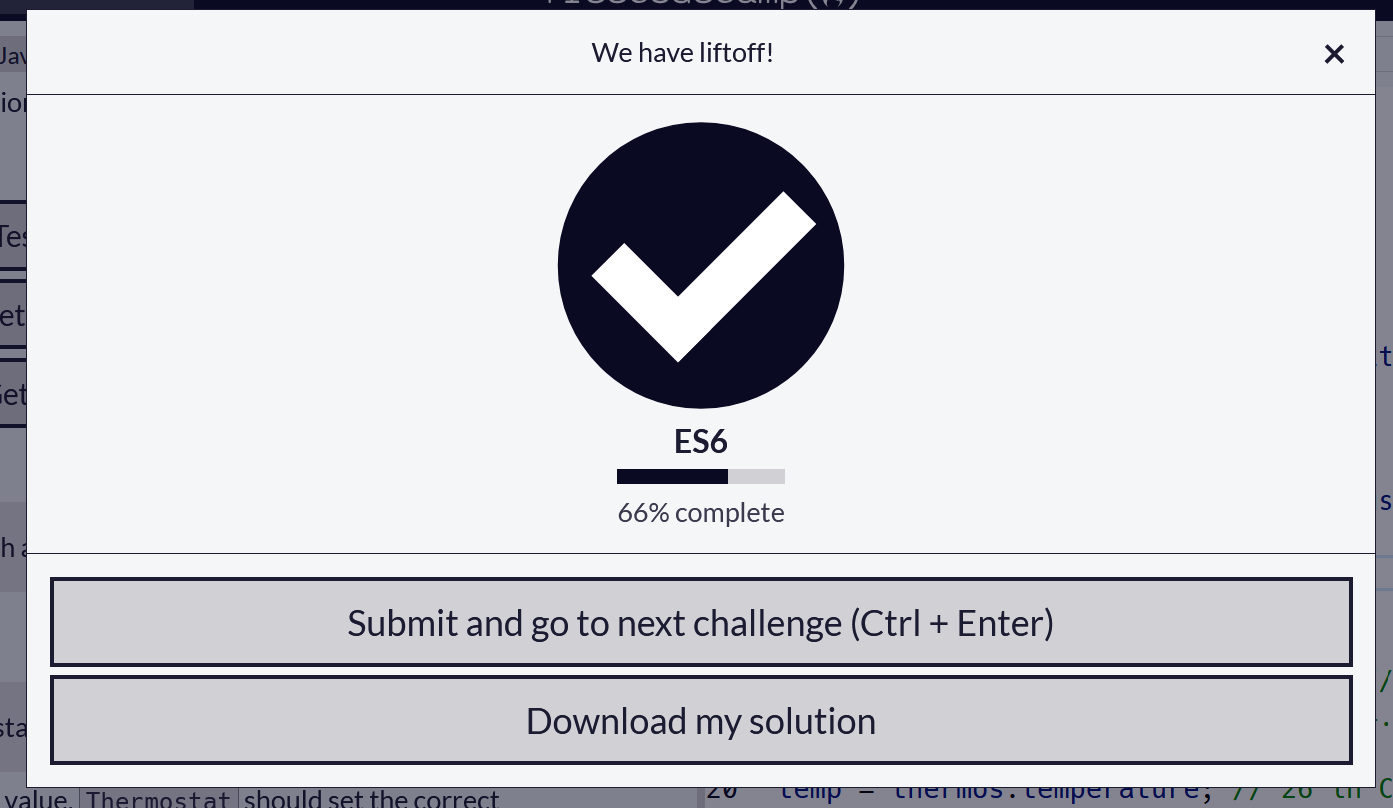 We have liftoff!
ES6
66% complete
Submit and go to next challenge (Ctrl + Enter)
Download my solution
value. Thermostat should set the correct
20 temp = thermos.temperature; // 26 in C